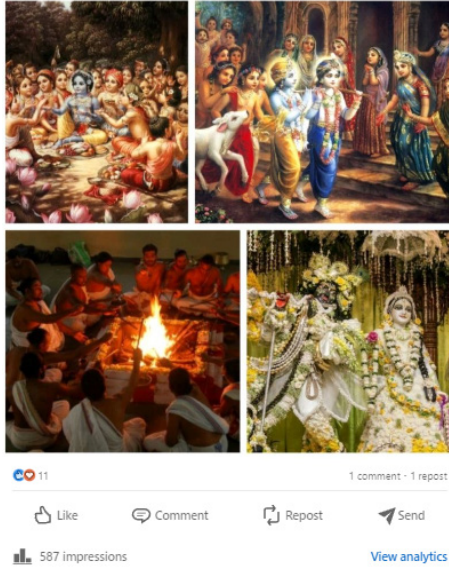 11 1 comment · 1 repost
Like Comment Repost Send
587 impressions View analytics